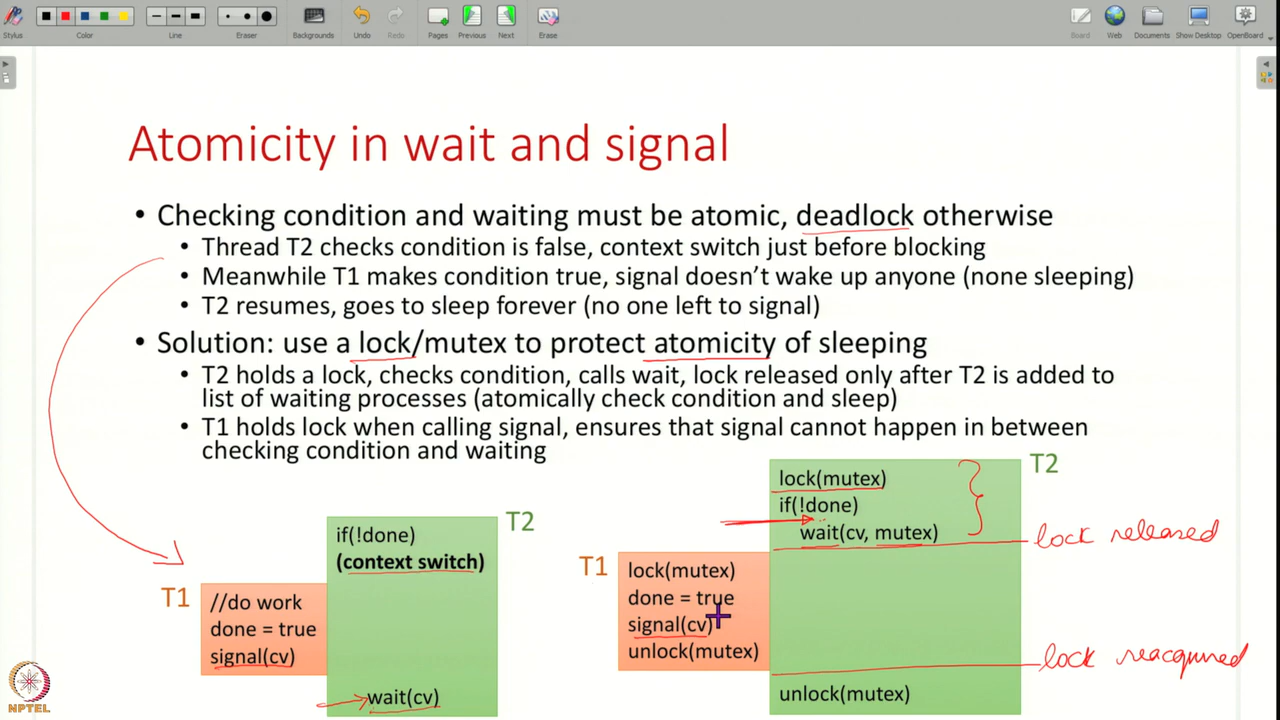 Stylus
Color
Line
Eraser
Backgrounds
Undo
Redo
Pages
Previous
Next
Erase
Board
Web
Documents
Show Desktop
OpenBoard
Atomicity in wait and signal
• Checking condition and waiting must be atomic, deadlock otherwise
• Thread T2 checks condition is false, context switch just before blocking
• Meanwhile T1 makes condition true, signal doesn't wake up anyone (none sleeping)
• T2 resumes, goes to sleep forever (no one left to signal)
• Solution: use a lock/mutex to protect atomicity of sleeping
• T2 holds a lock, checks condition, calls wait, lock released only after T2 is added to
list of waiting processes (atomically check condition and sleep)
• T1 holds lock when calling signal, ensures that signal cannot happen in between
checking condition and waiting
T2
if(!done)
(context switch)
T1
//do work
done = true
signal(cv)
wait(cv)
T2
lock(mutex)
if(!done)
wait(cv, mutex)
lock released
T1
lock(mutex)
done = true
signal(cv)
unlock(mutex)
lock reacquired
unlock(mutex)
NPTEL